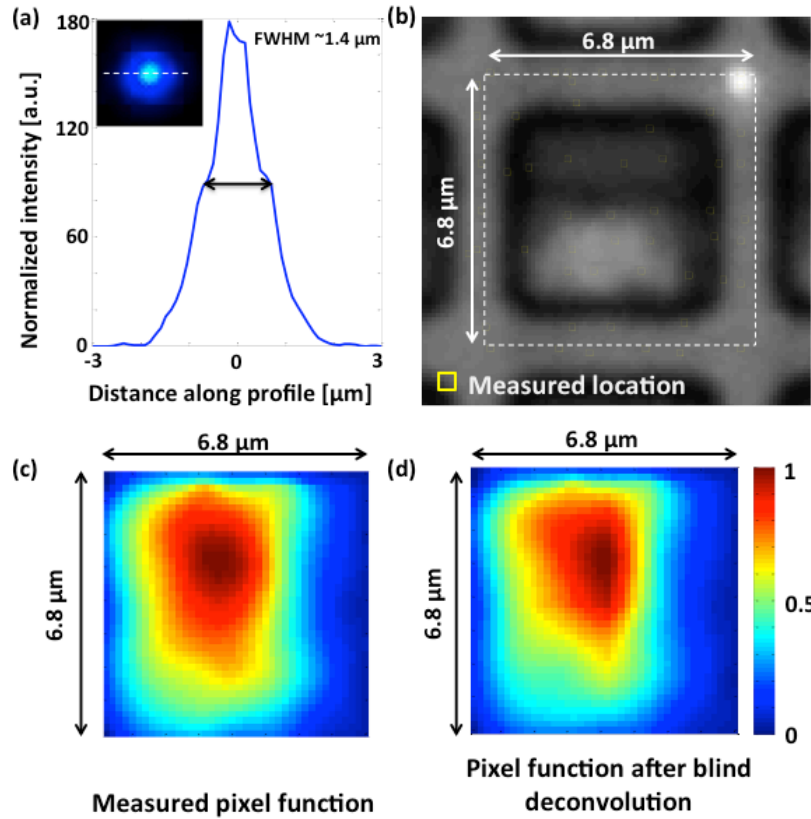 (a)
180
120
60
0
-3
0
3
Normalized intensity [a.u.]
Distance along profile [μm]
FWHM ~1.4 μm
(b)
6.8 μm
6.8 μm
Measured location
(c)
6.8 μm
6.8 μm
Measured pixel function
(d)
6.8 μm
6.8 μm
1
0.5
0
Pixel function after blind
deconvolution